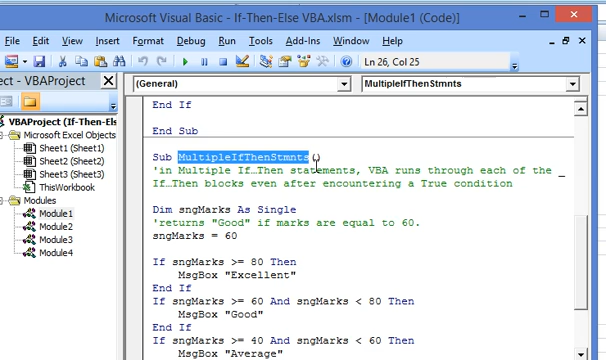 Microsoft Visual Basic - If-Then-Else VBA.xlsm - [Module1 (Code)]
File Edit View Insert Format Debug Run Tools Add-Ins Window Help
Ln 26, Col 25
ct - VBAProject
(General) MultipleIfThenStmnts
VBAProject (If-Then-E
Microsoft Excel Objects
Sheet1 (Sheet1)
Sheet2 (Sheet2)
Sheet3 (Sheet3)
ThisWorkbook
Modules
Module1
Module2
Module3
Module4
End If
End Sub
Sub MultipleIfThenStmnts()
'in Multiple If…Then statements, VBA runs through each of the _
If…Then blocks even after encountering a True condition
Dim sngMarks As Single
'returns "Good" if marks are equal to 60.
sngMarks = 60
If sngMarks >= 80 Then
MsgBox "Excellent"
End If
If sngMarks >= 60 And sngMarks < 80 Then
MsgBox "Good"
End If
If sngMarks >= 40 And sngMarks < 60 Then
MsgBox "Average"